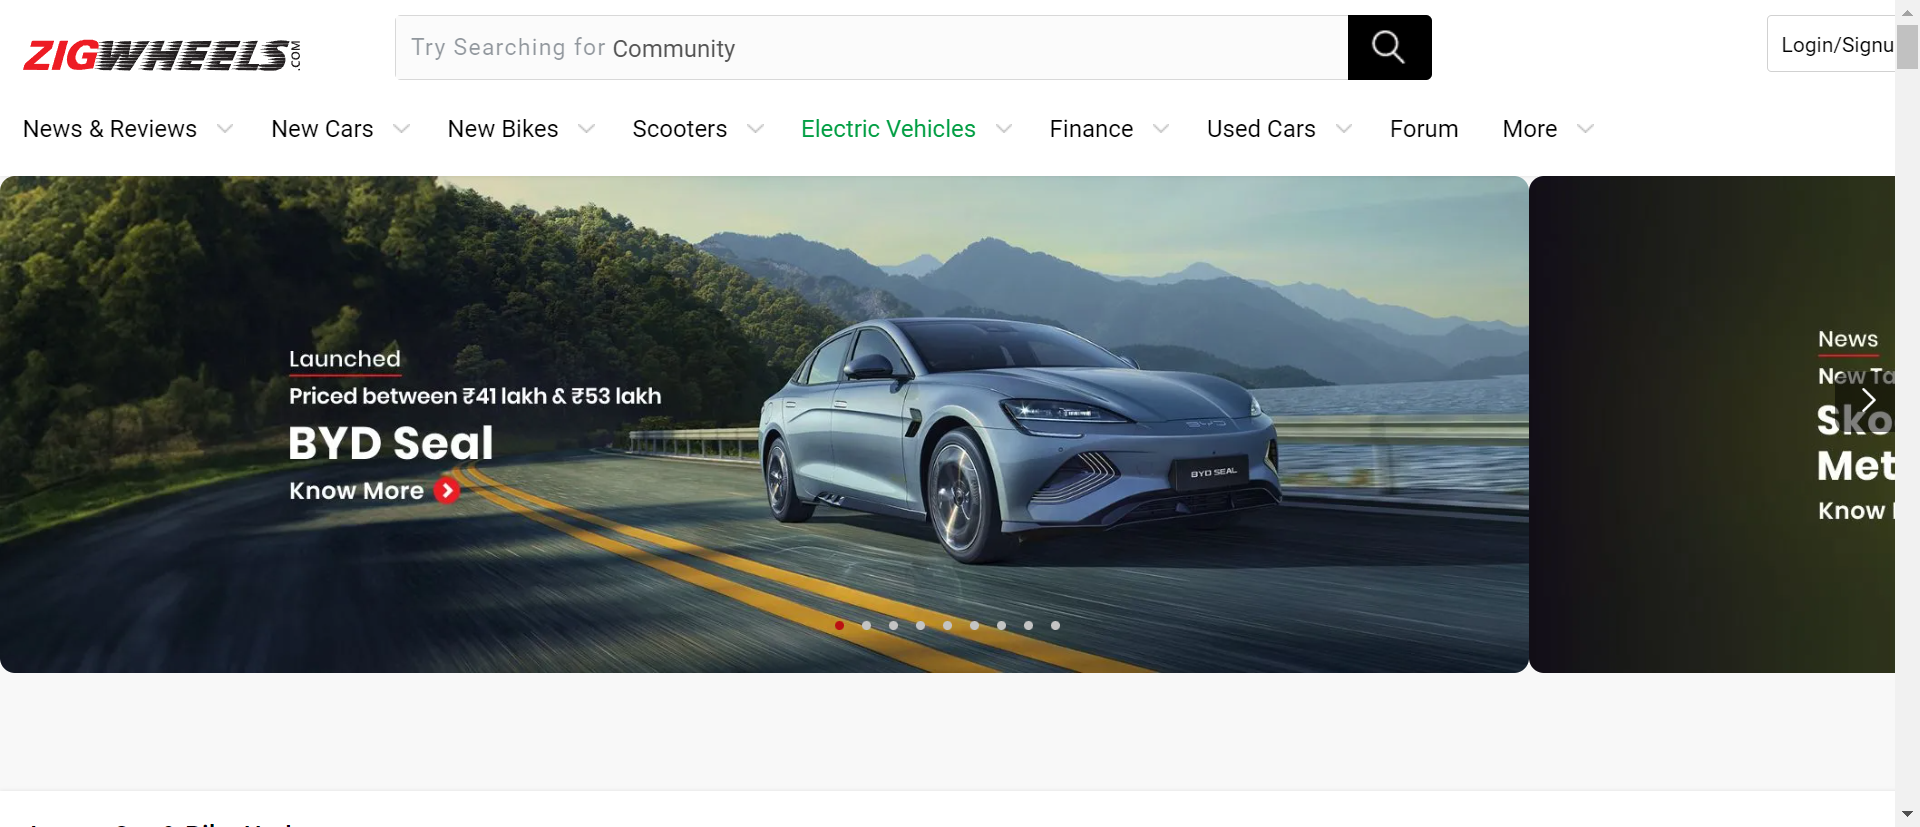 ZIGWHEELS.COM
Try Searching for Community
Login/Signu
News & Reviews New Cars New Bikes Scooters Electric Vehicles Finance Used Cars Forum More
Launched
Priced between ₹41 lakh & ₹53 lakh
BYD Seal
Know More
BYD
BYD SEAL
News
New Ta
Sko
Met
Know